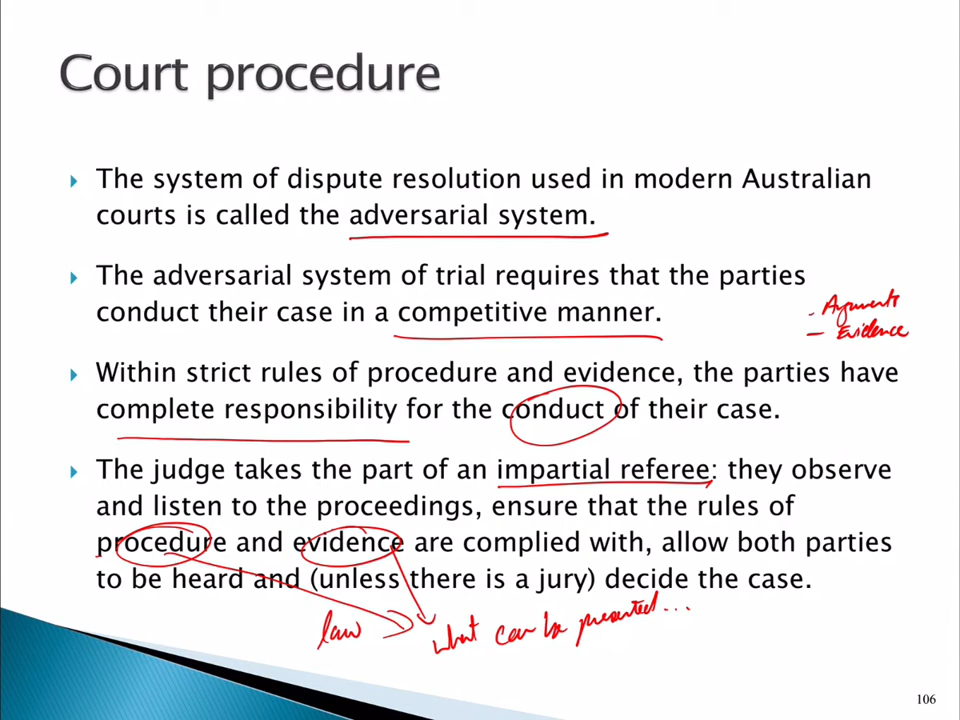 Court procedure
The system of dispute resolution used in modern Australian
courts is called the adversarial system.
The adversarial system of trial requires that the parties
conduct their case in a competitive manner.
- Arguments
- Evidence
Within strict rules of procedure and evidence, the parties have
complete responsibility for the conduct of their case.
The judge takes the part of an impartial referee: they observe
and listen to the proceedings, ensure that the rules of
procedure and evidence are complied with, allow both parties
to be heard and (unless there is a jury) decide the case.
law what can be presented...
106